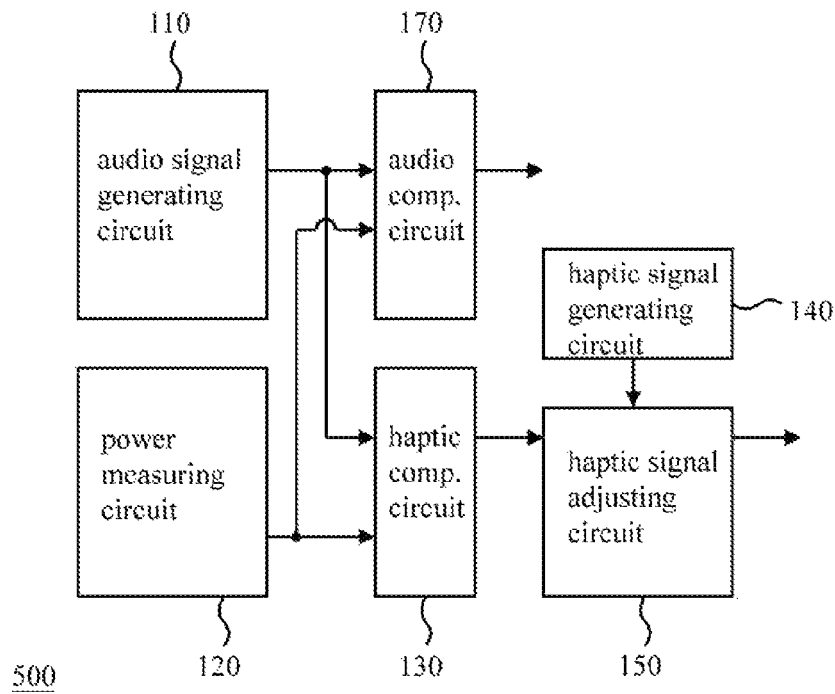 110
170
audio signal
generating
circuit
audio
comp.
circuit
haptic signal
generating
circuit
140
power
measuring
circuit
haptic
comp.
circuit
haptic signal
adjusting
circuit
120
130
150
500